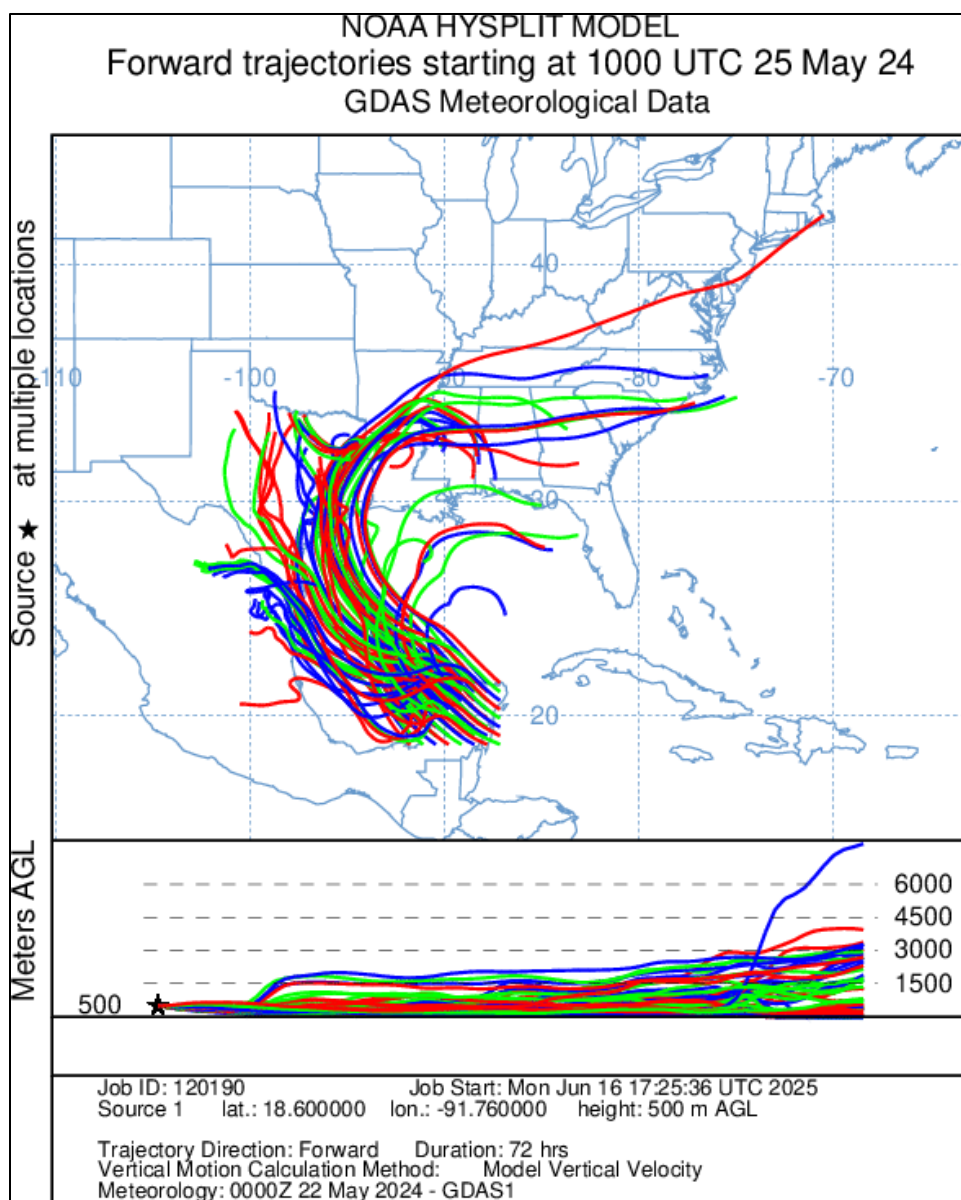 NOAA HYSPLIT MODEL
Forward trajectories starting at 1000 UTC 25 May 24
GDAS Meteorological Data
Source ★ at multiple locations
40
-100
-80
-70
30
20
Meters AGL
6000
4500
3000
1500
500
★
Job ID: 120190 Job Start: Mon Jun 16 17:25:36 UTC 2025
Source 1 lat.: 18.600000 lon.: -91.760000 height: 500 m AGL
Trajectory Direction: Forward Duration: 72 hrs
Vertical Motion Calculation Method: Model Vertical Velocity
Meteorology: 0000Z 22 May 2024 - GDAS1